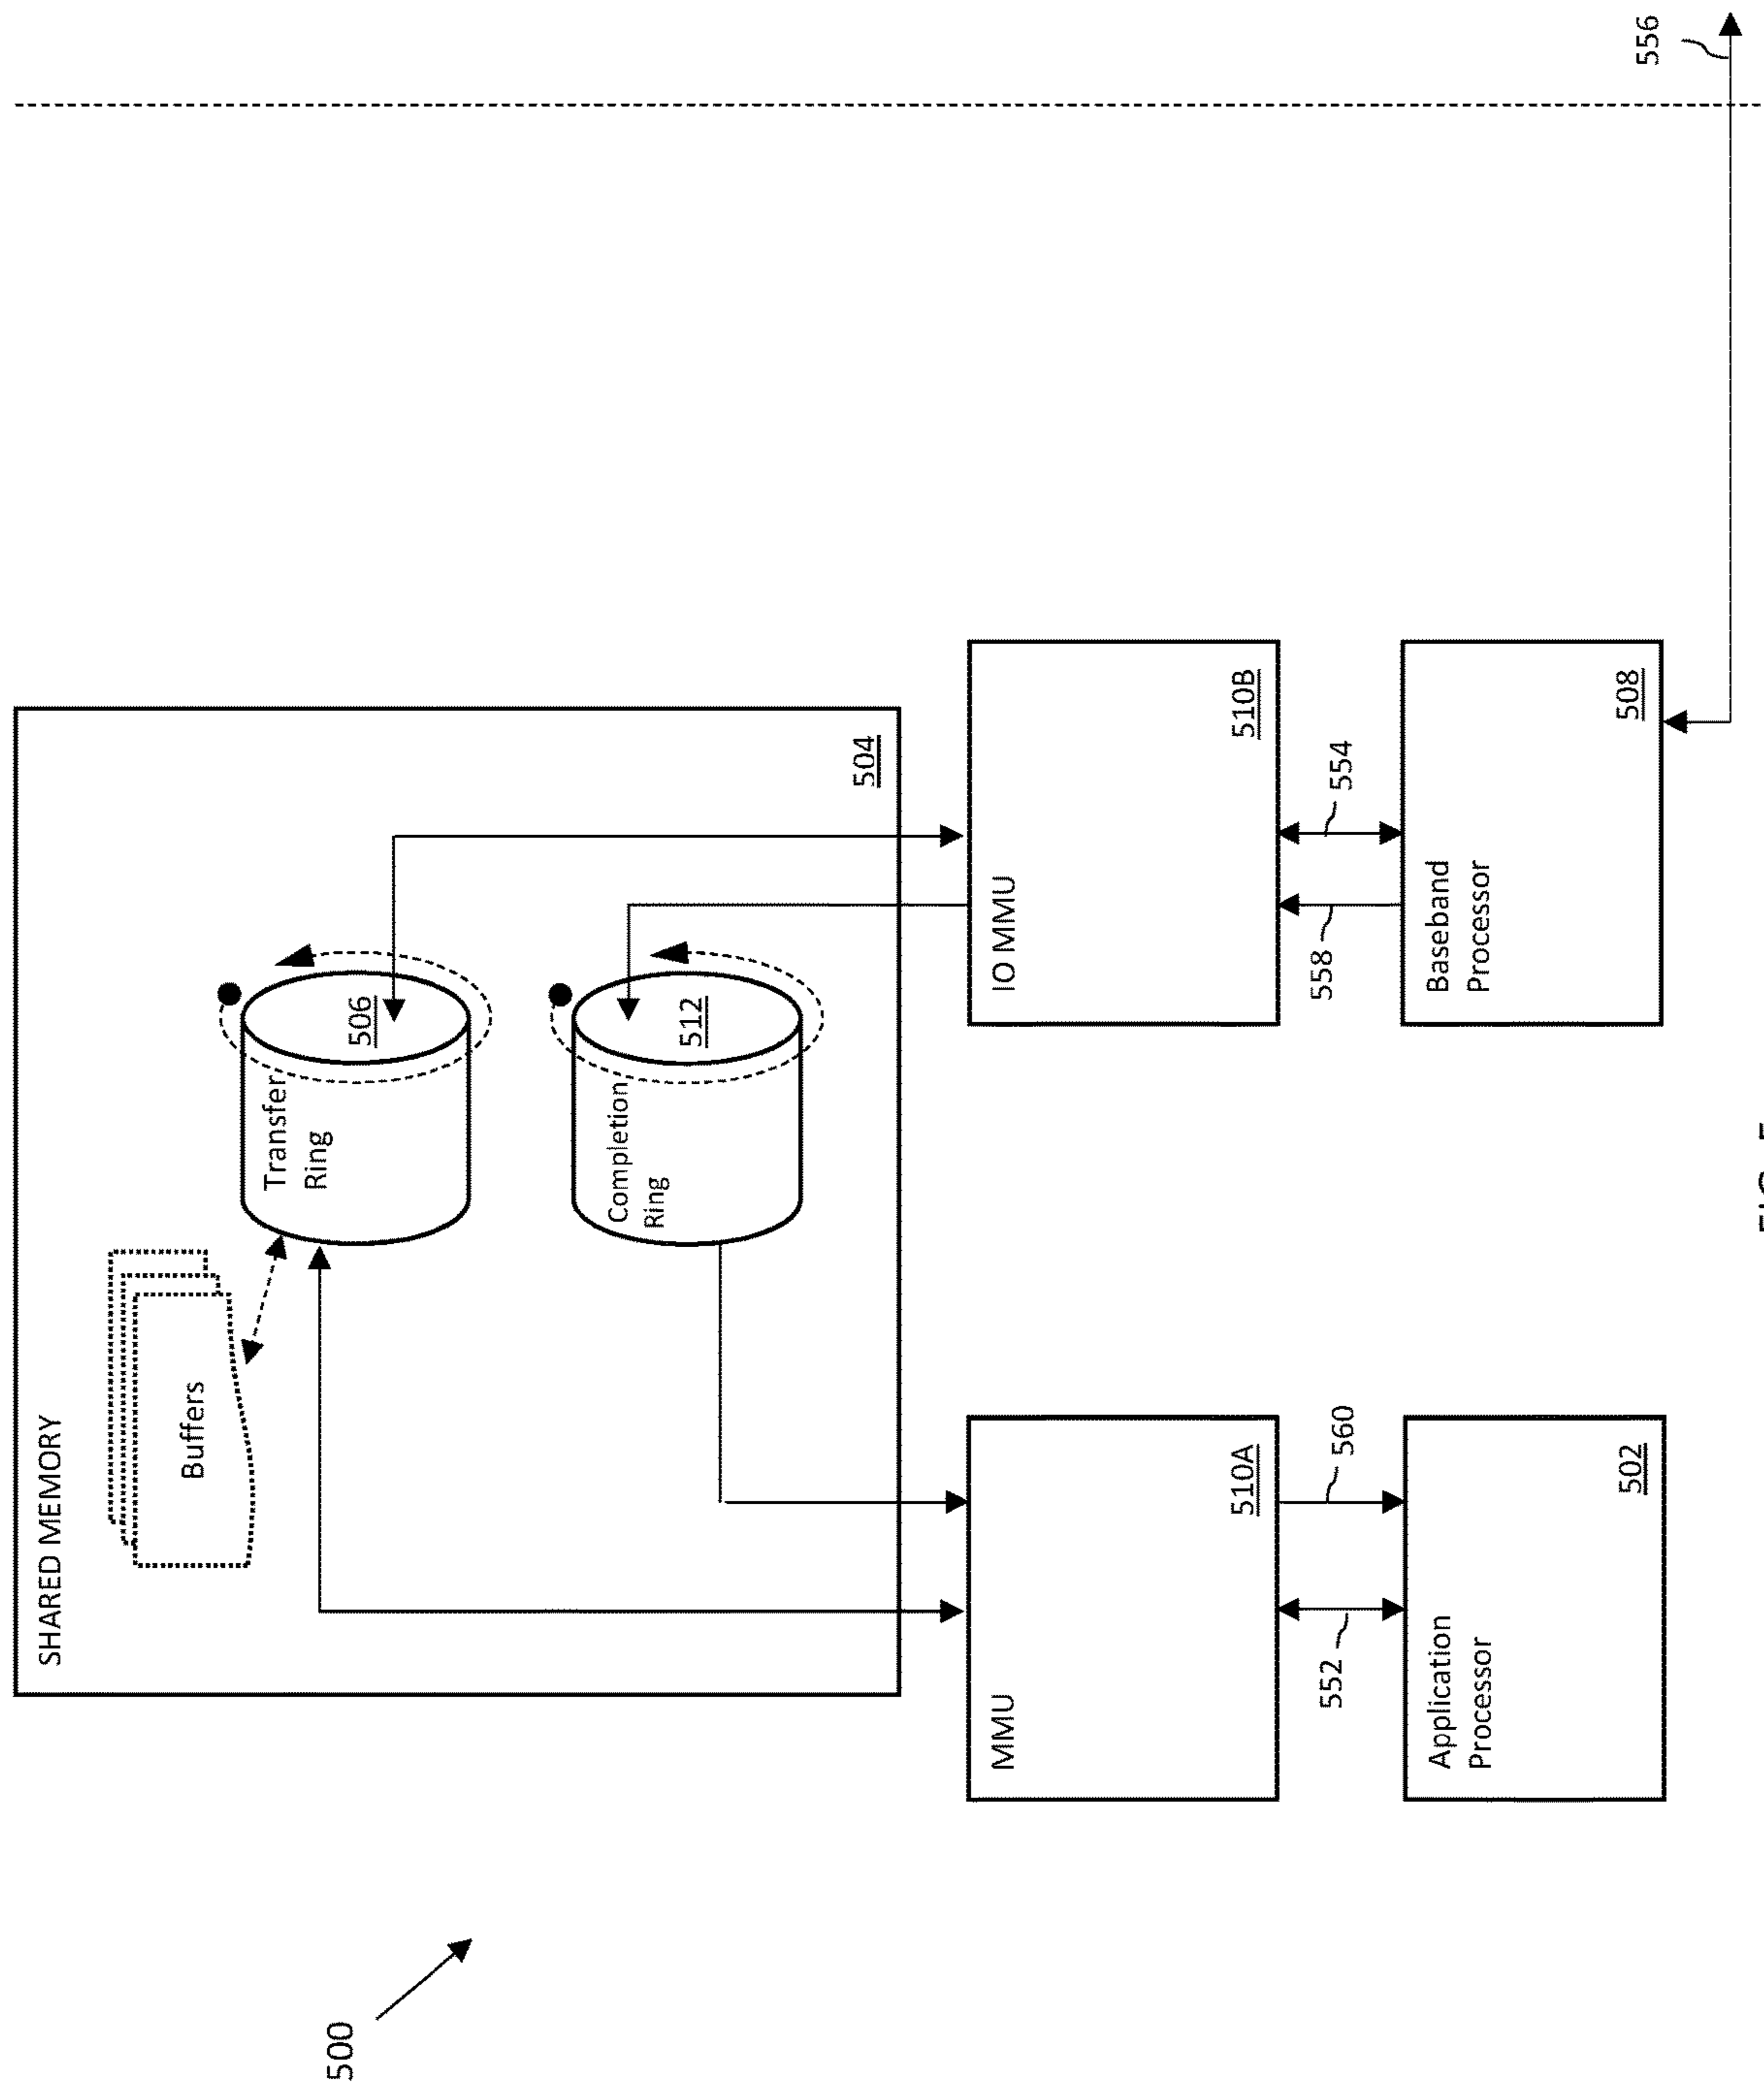 SHARED MEMORY
Buffers
Transfer
Ring
506
500
Completion
Ring
512
504
MMU
510A
IO MMU
510B
552
560
558
554
Application
Processor
502
Baseband
Processor
508
556